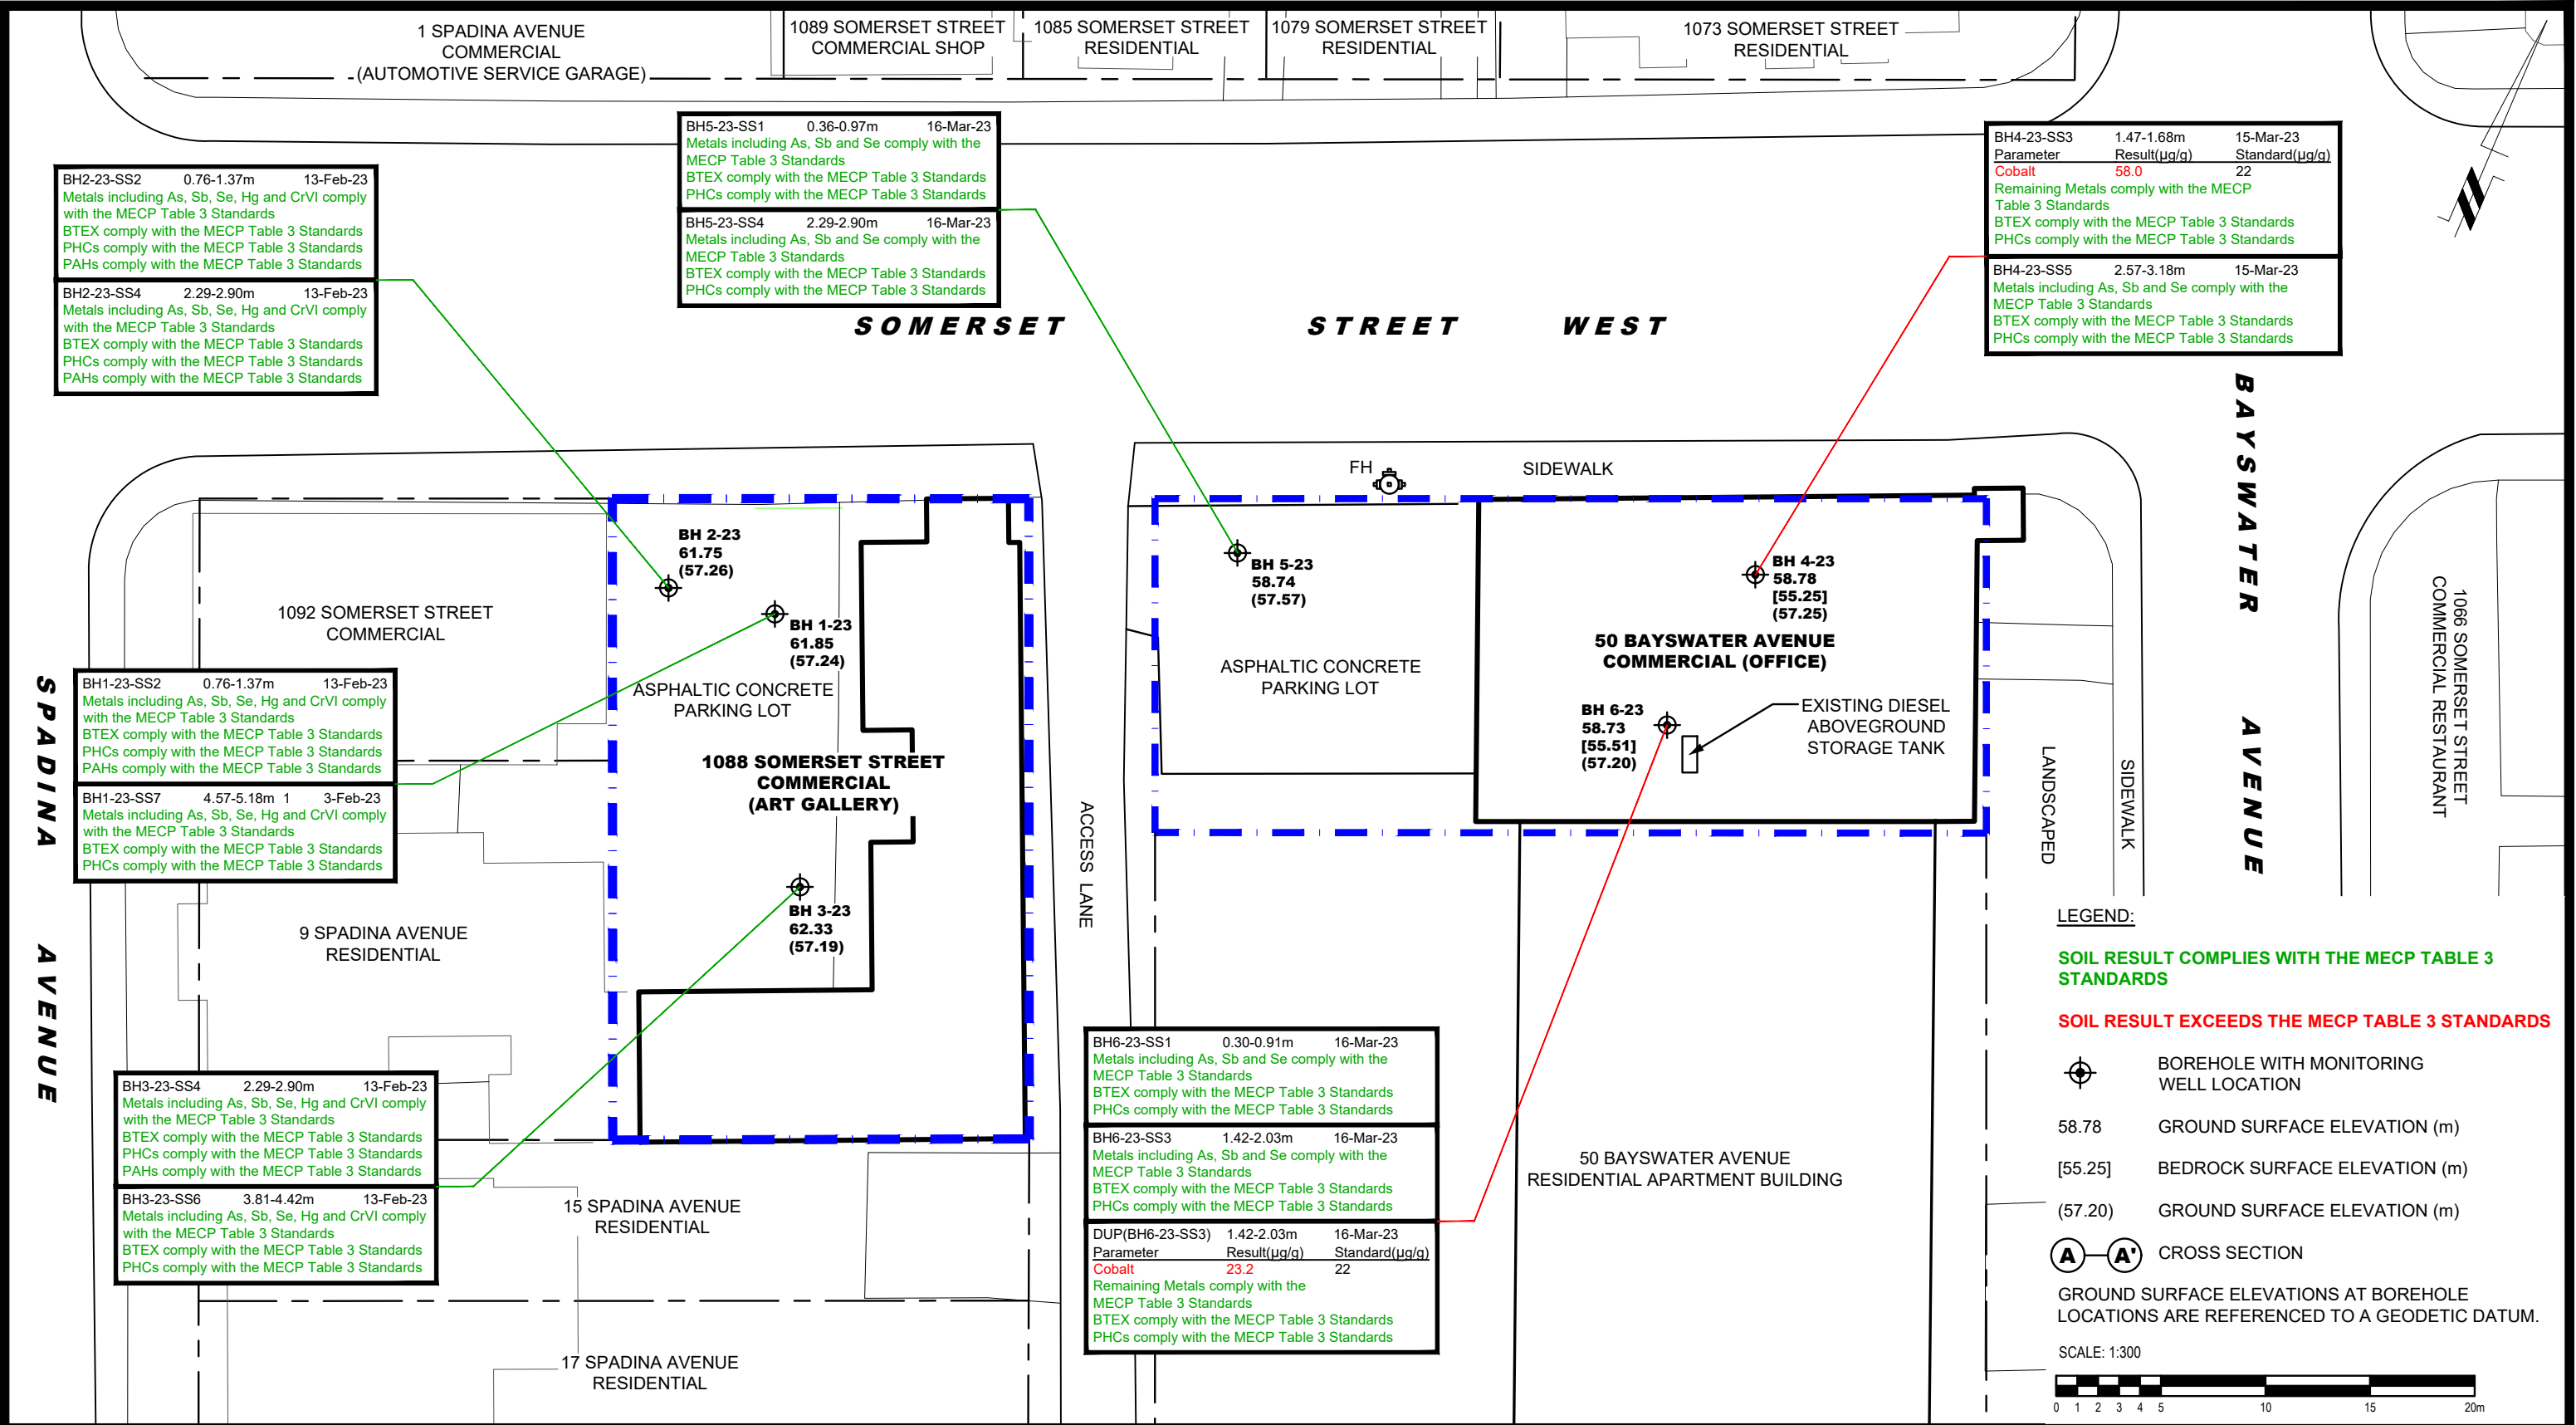 1 SPADINA AVENUE
COMMERCIAL
(AUTOMOTIVE SERVICE GARAGE)
1089 SOMERSET STREET
COMMERCIAL SHOP
1085 SOMERSET STREET
RESIDENTIAL
1079 SOMERSET STREET
RESIDENTIAL
1073 SOMERSET STREET
RESIDENTIAL
BH2-23-SS2 0.76-1.37m 13-Feb-23
Metals including As, Sb, Se, Hg and CrVI comply
with the MECP Table 3 Standards
BTEX comply with the MECP Table 3 Standards
PHCs comply with the MECP Table 3 Standards
PAHs comply with the MECP Table 3 Standards
BH2-23-SS4 2.29-2.90m 13-Feb-23
Metals including As, Sb, Se, Hg and CrVI comply
with the MECP Table 3 Standards
BTEX comply with the MECP Table 3 Standards
PHCs comply with the MECP Table 3 Standards
PAHs comply with the MECP Table 3 Standards
BH5-23-SS1 0.36-0.97m 16-Mar-23
Metals including As, Sb and Se comply with the
MECP Table 3 Standards
BTEX comply with the MECP Table 3 Standards
PHCs comply with the MECP Table 3 Standards
BH5-23-SS4 2.29-2.90m 16-Mar-23
Metals including As, Sb and Se comply with the
MECP Table 3 Standards
BTEX comply with the MECP Table 3 Standards
PHCs comply with the MECP Table 3 Standards
BH4-23-SS3 1.47-1.68m 15-Mar-23
Parameter Result(µg/g) Standard(µg/g)
Cobalt 58.0 22
Remaining Metals comply with the MECP
Table 3 Standards
BTEX comply with the MECP Table 3 Standards
PHCs comply with the MECP Table 3 Standards
BH4-23-SS5 2.57-3.18m 15-Mar-23
Metals including As, Sb and Se comply with the
MECP Table 3 Standards
BTEX comply with the MECP Table 3 Standards
PHCs comply with the MECP Table 3 Standards
SOMERSET STREET WEST
BAYSWATER AVENUE
SPADINA AVENUE
FH
SIDEWALK
BH 2-23
61.75
(57.26)
BH 1-23
61.85
(57.24)
BH 5-23
58.74
(57.57)
BH 4-23
58.78
[55.25]
(57.25)
1092 SOMERSET STREET
COMMERCIAL
50 BAYSWATER AVENUE
COMMERCIAL (OFFICE)
ASPHALTIC CONCRETE
PARKING LOT
ASPHALTIC CONCRETE
PARKING LOT
1066 SOMERSET STREET
COMMERCIAL RESTAURANT
BH1-23-SS2 0.76-1.37m 13-Feb-23
Metals including As, Sb, Se, Hg and CrVI comply
with the MECP Table 3 Standards
BTEX comply with the MECP Table 3 Standards
PHCs comply with the MECP Table 3 Standards
PAHs comply with the MECP Table 3 Standards
BH1-23-SS7 4.57-5.18m 1 3-Feb-23
Metals including As, Sb, Se, Hg and CrVI comply
with the MECP Table 3 Standards
BTEX comply with the MECP Table 3 Standards
PHCs comply with the MECP Table 3 Standards
1088 SOMERSET STREET
COMMERCIAL
(ART GALLERY)
BH 6-23
58.73
[55.51]
(57.20)
EXISTING DIESEL
ABOVEGROUND
STORAGE TANK
LANDSCAPED
SIDEWALK
ACCESS LANE
BH 3-23
62.33
(57.19)
9 SPADINA AVENUE
RESIDENTIAL
BH3-23-SS4 2.29-2.90m 13-Feb-23
Metals including As, Sb, Se, Hg and CrVI comply
with the MECP Table 3 Standards
BTEX comply with the MECP Table 3 Standards
PHCs comply with the MECP Table 3 Standards
PAHs comply with the MECP Table 3 Standards
BH3-23-SS6 3.81-4.42m 13-Feb-23
Metals including As, Sb, Se, Hg and CrVI comply
with the MECP Table 3 Standards
BTEX comply with the MECP Table 3 Standards
PHCs comply with the MECP Table 3 Standards
15 SPADINA AVENUE
RESIDENTIAL
17 SPADINA AVENUE
RESIDENTIAL
BH6-23-SS1 0.30-0.91m 16-Mar-23
Metals including As, Sb and Se comply with the
MECP Table 3 Standards
BTEX comply with the MECP Table 3 Standards
PHCs comply with the MECP Table 3 Standards
BH6-23-SS3 1.42-2.03m 16-Mar-23
Metals including As, Sb and Se comply with the
MECP Table 3 Standards
BTEX comply with the MECP Table 3 Standards
PHCs comply with the MECP Table 3 Standards
DUP(BH6-23-SS3) 1.42-2.03m 16-Mar-23
Parameter Result(µg/g) Standard(µg/g)
Cobalt 23.2 22
Remaining Metals comply with the
MECP Table 3 Standards
BTEX comply with the MECP Table 3 Standards
PHCs comply with the MECP Table 3 Standards
50 BAYSWATER AVENUE
RESIDENTIAL APARTMENT BUILDING
LEGEND:
SOIL RESULT COMPLIES WITH THE MECP TABLE 3
STANDARDS
SOIL RESULT EXCEEDS THE MECP TABLE 3 STANDARDS
BOREHOLE WITH MONITORING
WELL LOCATION
58.78 GROUND SURFACE ELEVATION (m)
[55.25] BEDROCK SURFACE ELEVATION (m)
(57.20) GROUND SURFACE ELEVATION (m)
A A' CROSS SECTION
GROUND SURFACE ELEVATIONS AT BOREHOLE
LOCATIONS ARE REFERENCED TO A GEODETIC DATUM.
SCALE: 1:300
0 1 2 3 4 5 10 15 20m